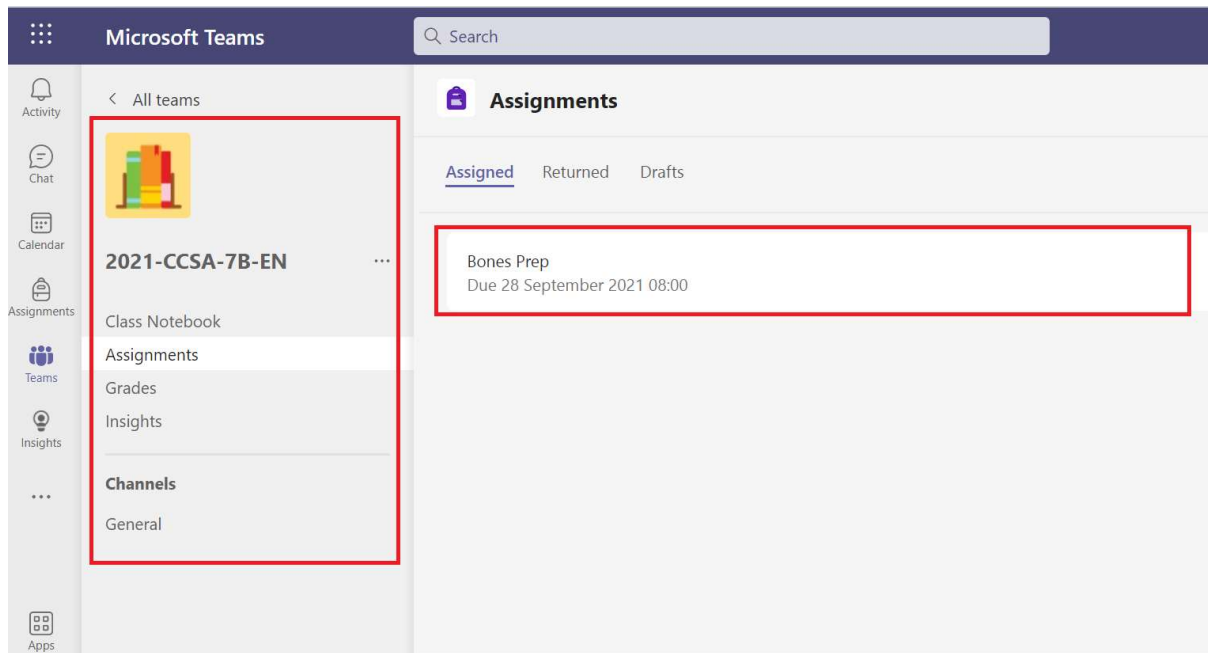 Microsoft Teams
Search
Activity
Chat
Calendar
Assignments
Teams
Insights
...
Apps
All teams
2021-CCSA-7B-EN ...
Class Notebook
Assignments
Grades
Insights
Channels
General
Assignments
Assigned Returned Drafts
Bones Prep
Due 28 September 2021 08:00